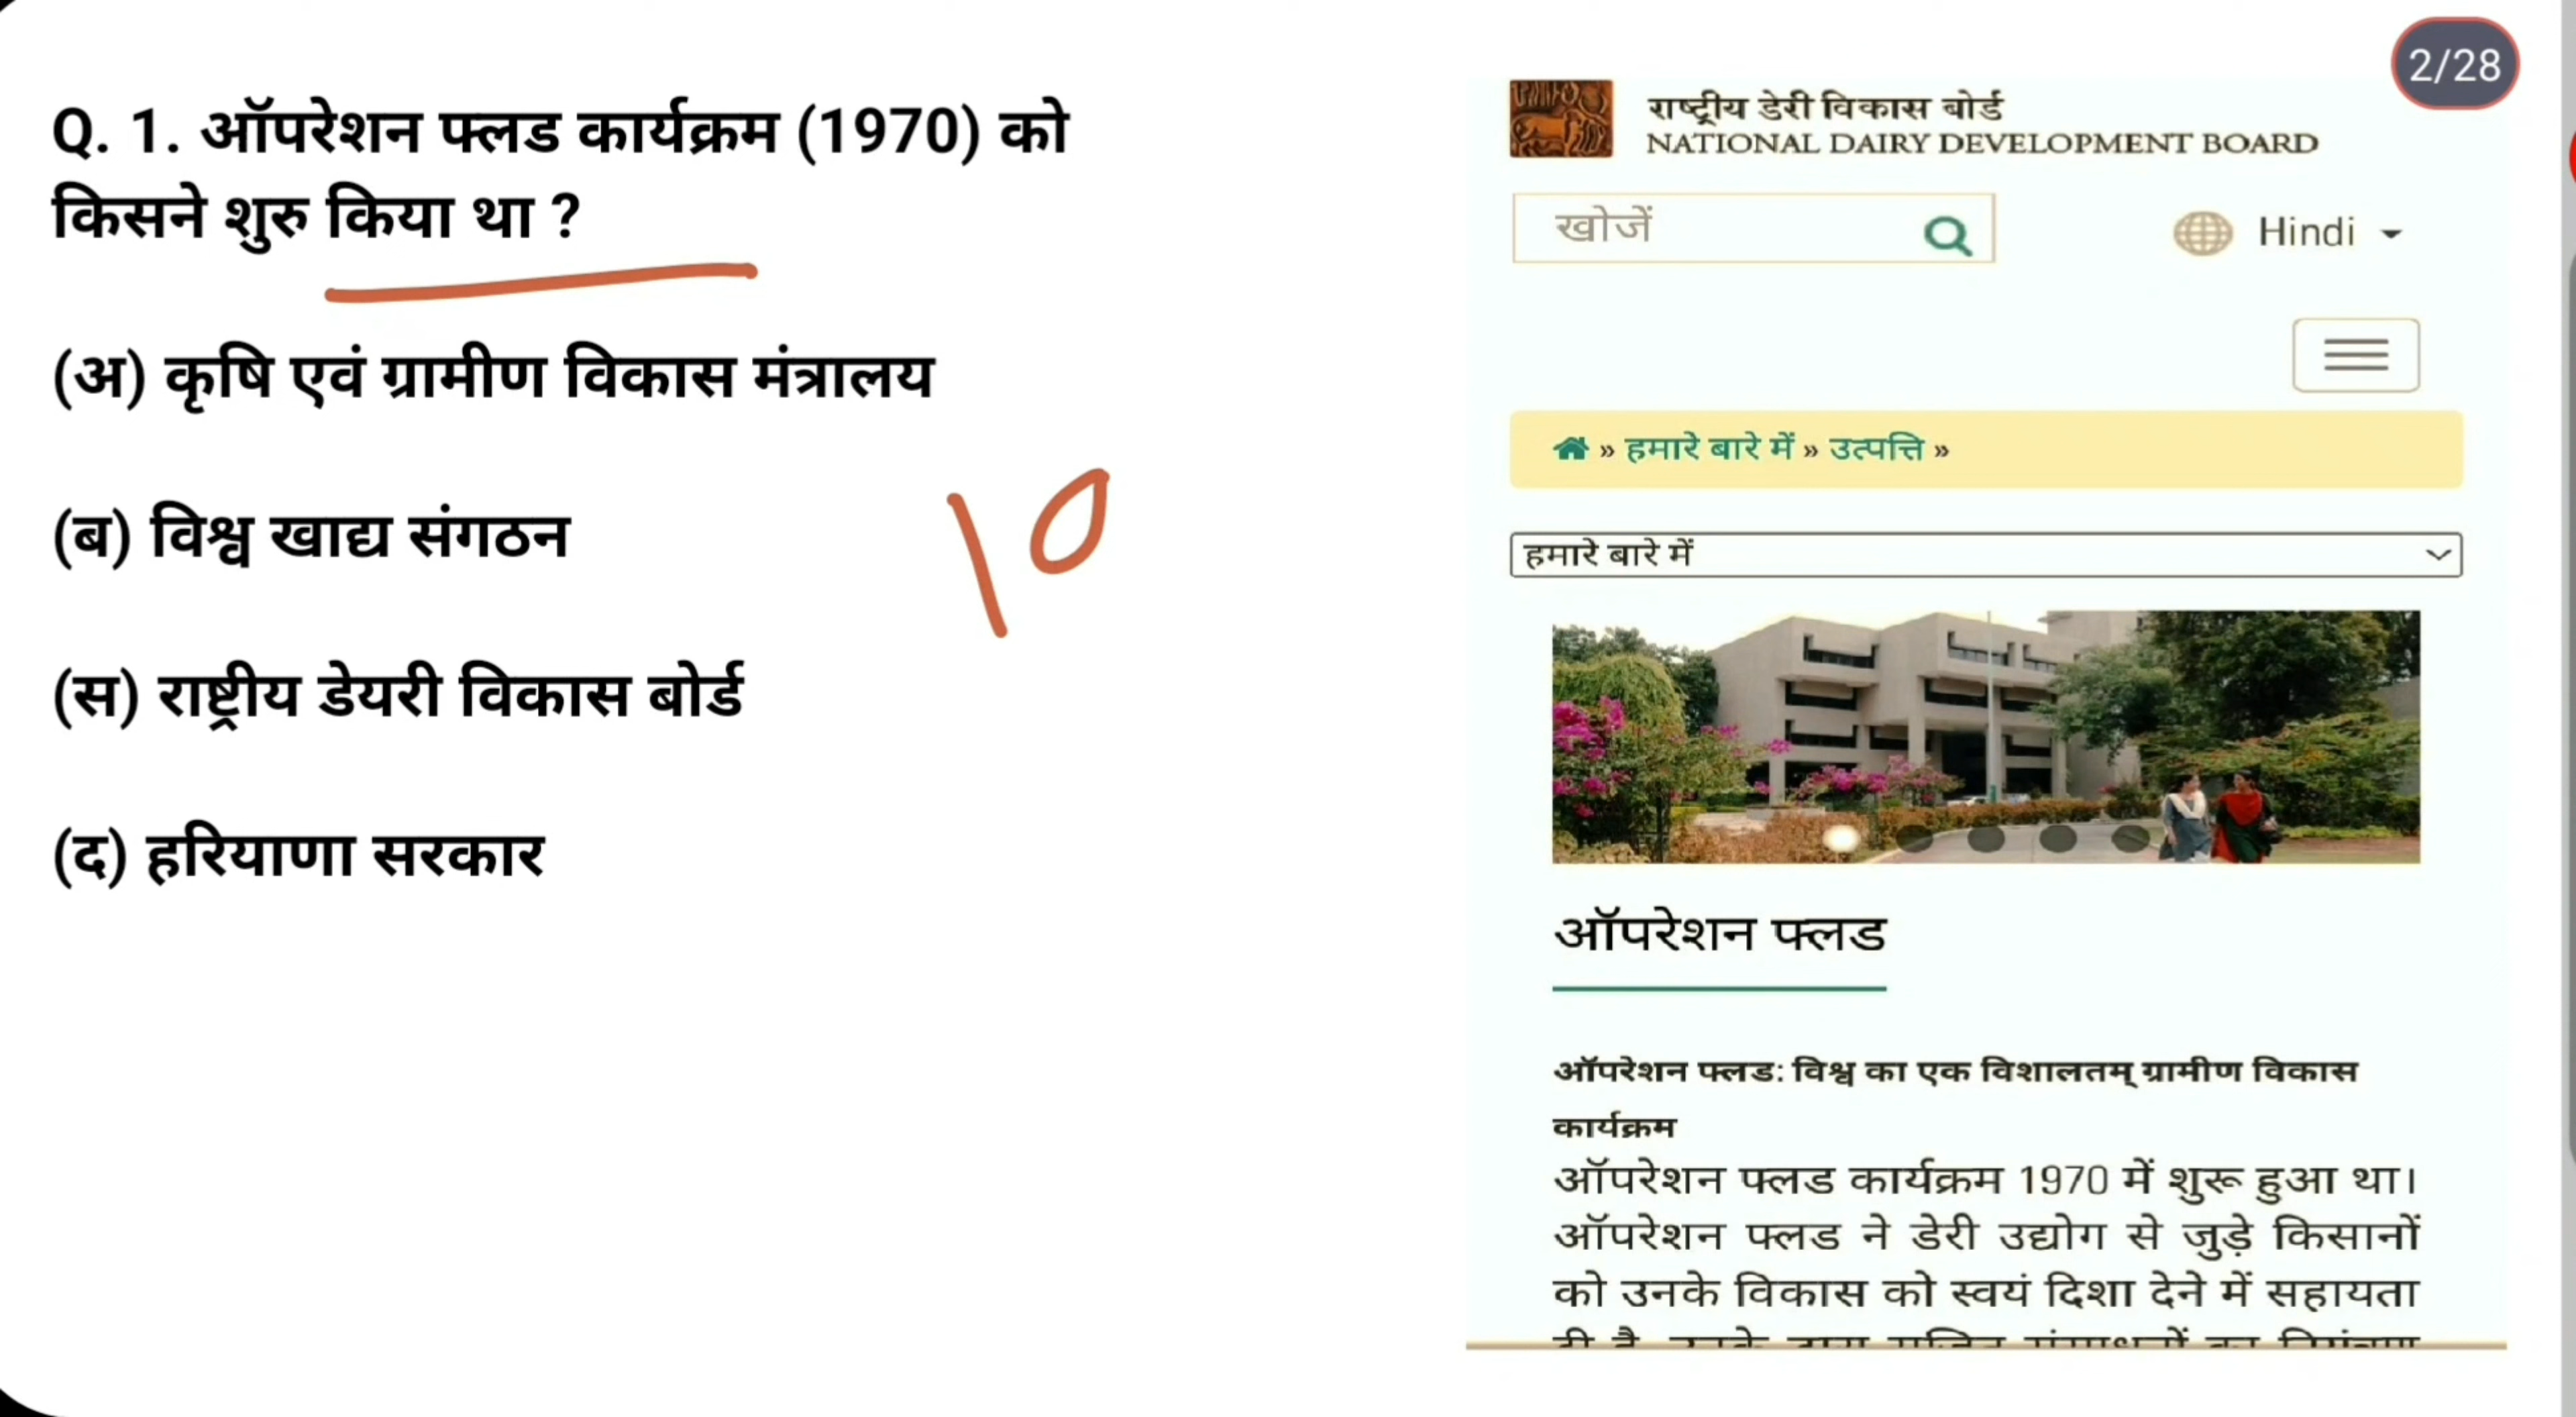 2/28
Q. 1. ऑपरेशन फ्लड कार्यक्रम (1970) को
किसने शुरु किया था ?
(अ) कृषि एवं ग्रामीण विकास मंत्रालय
(ब) विश्व खाद्य संगठन
(स) राष्ट्रीय डेयरी विकास बोर्ड
(द) हरियाणा सरकार
राष्ट्रीय डेरी विकास बोर्ड
NATIONAL DAIRY DEVELOPMENT BOARD
खोजें
Hindi
» हमारे बारे में » उत्पत्ति »
हमारे बारे में
ऑपरेशन फ्लड
ऑपरेशन फ्लड: विश्व का एक विशालतम् ग्रामीण विकास
कार्यक्रम
ऑपरेशन फ्लड कार्यक्रम 1970 में शुरू हुआ था।
ऑपरेशन फ्लड ने डेरी उद्योग से जुड़े किसानों
को उनके विकास को स्वयं दिशा देने में सहायता